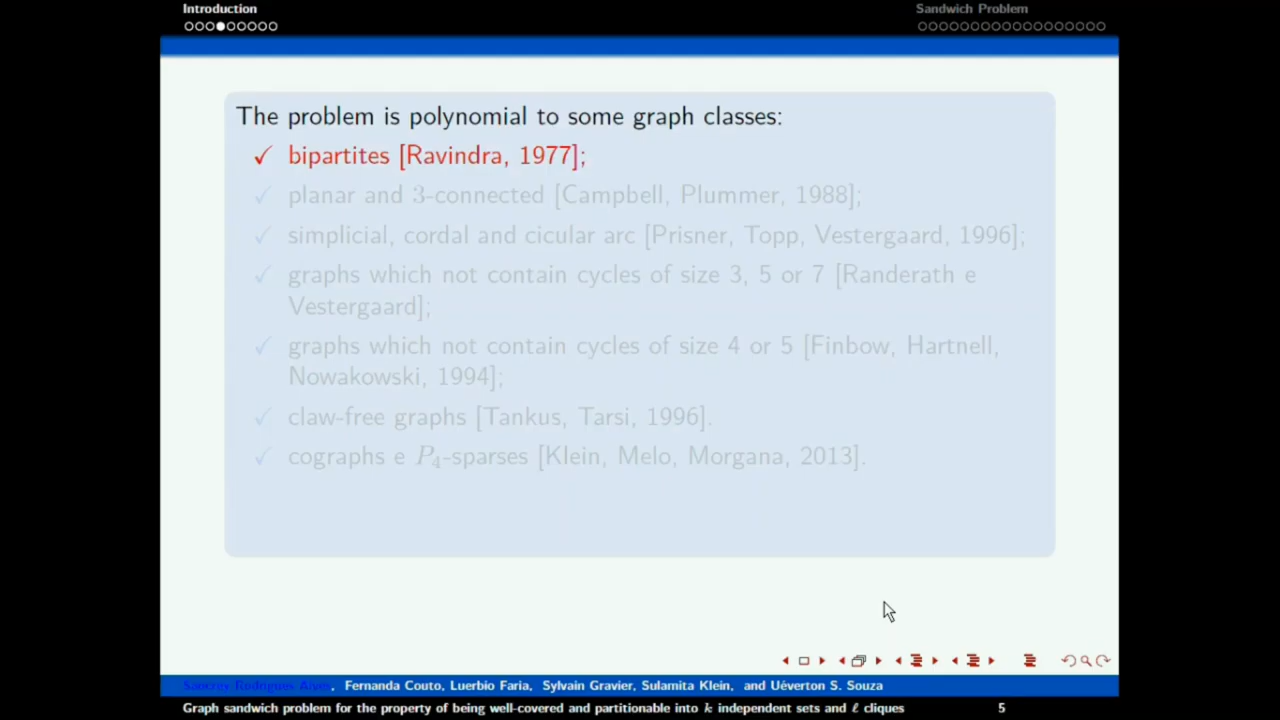 Introduction
Sandwich Problem
The problem is polynomial to some graph classes:
✓ bipartites [Ravindra, 1977];
✓ planar and 3-connected [Campbell, Plummer, 1988];
✓ simplicial, cordal and cicular arc [Prisner, Topp, Vestergaard, 1996];
✓ graphs which not contain cycles of size 3, 5 or 7 [Randerath e
Vestergaard];
✓ graphs which not contain cycles of size 4 or 5 [Finbow, Hartnell,
Nowakowski, 1994];
✓ claw-free graphs [Tankus, Tarsi, 1996].
✓ cographs e P₄-sparses [Klein, Melo, Morgana, 2013].
Sancrey Rodrigues Alves, Fernanda Couto, Luerbio Faria, Sylvain Gravier, Sulamita Klein, and Uéverton S. Souza
Graph sandwich problem for the property of being well-covered and partitionable into k independent sets and ℓ cliques 5